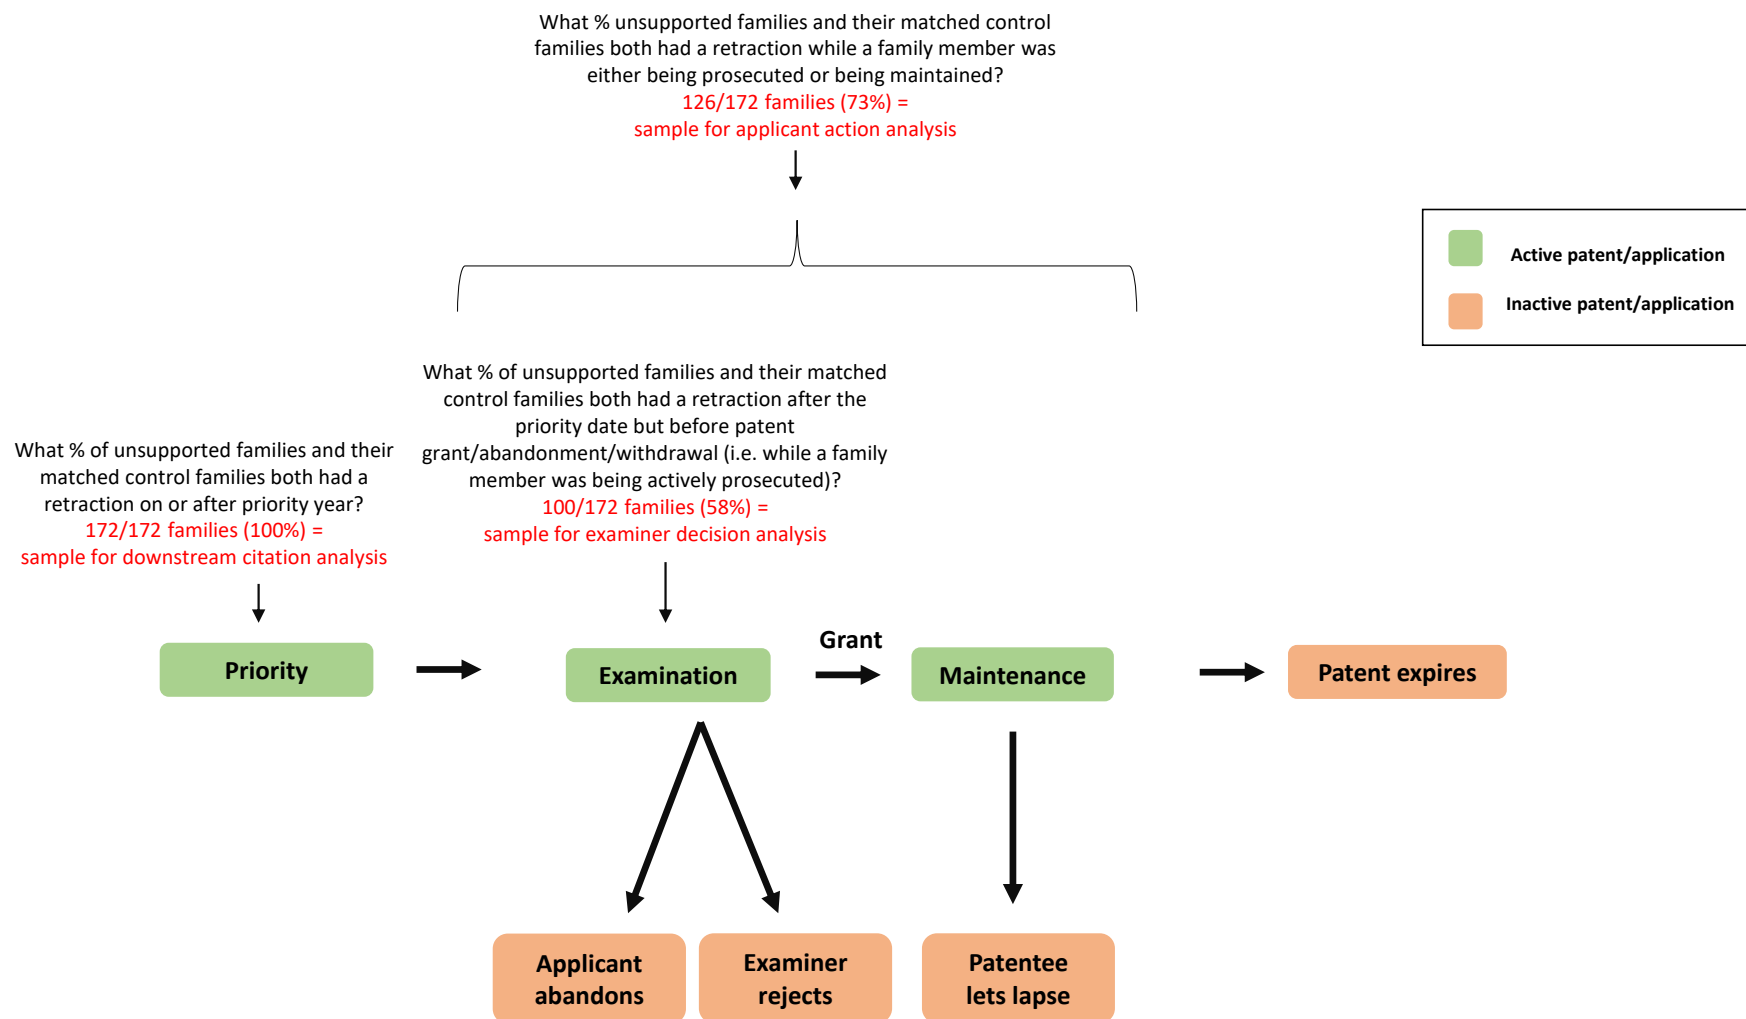 What % unsupported families and their matched control
families both had a retraction while a family member was
either being prosecuted or being maintained?
126/172 families (73%) =
sample for applicant action analysis
Active patent/application
Inactive patent/application
What % of unsupported families and their matched
control families both had a retraction after the
priority date but before patent
grant/abandonment/withdrawal (i.e. while a family
member was being actively prosecuted)?
100/172 families (58%) =
sample for examiner decision analysis
What % of unsupported families and their
matched control families both had a
retraction on or after priority year?
172/172 families (100%) =
sample for downstream citation analysis
Priority
Examination
Grant
Maintenance
Patent expires
Applicant
abandons
Examiner
rejects
Patentee
lets lapse